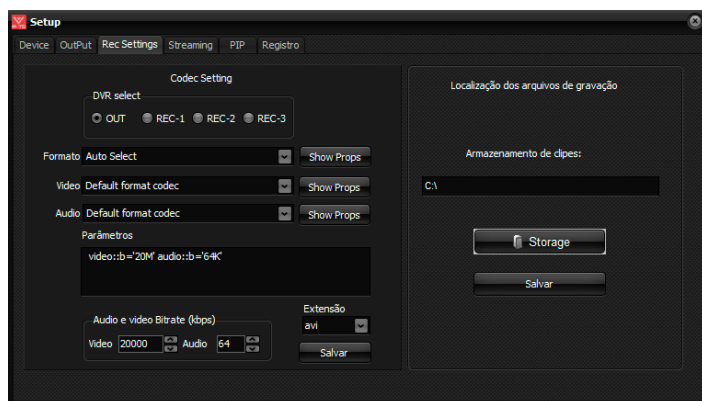 Setup
Device OutPut Rec Settings Streaming PIP Registro
Codec Setting
DVR select
OUT REC-1 REC-2 REC-3
Formato Auto Select Show Props
Video Default format codec Show Props
Audio Default format codec Show Props
Parâmetros
video::b='20M' audio::b='64K'
Audio e video Bitrate (kbps)
Video 20000 Audio 64
Extensão
avi
Salvar
Localização dos arquivos de gravação
Armazenamento de clipes:
C:\
Storage
Salvar